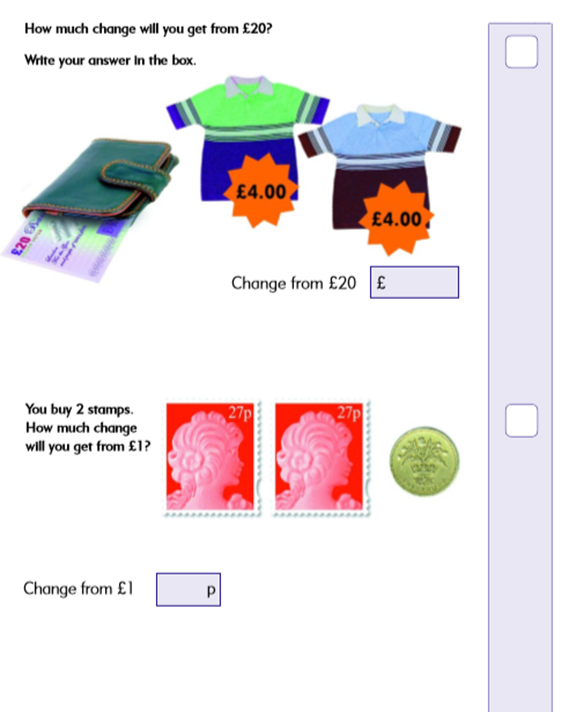 How much change will you get from £20?
Write your answer in the box.
£4.00
£4.00
£20
Change from £20 £
You buy 2 stamps.
How much change
will you get from £1?
27p
27p
Change from £1 p